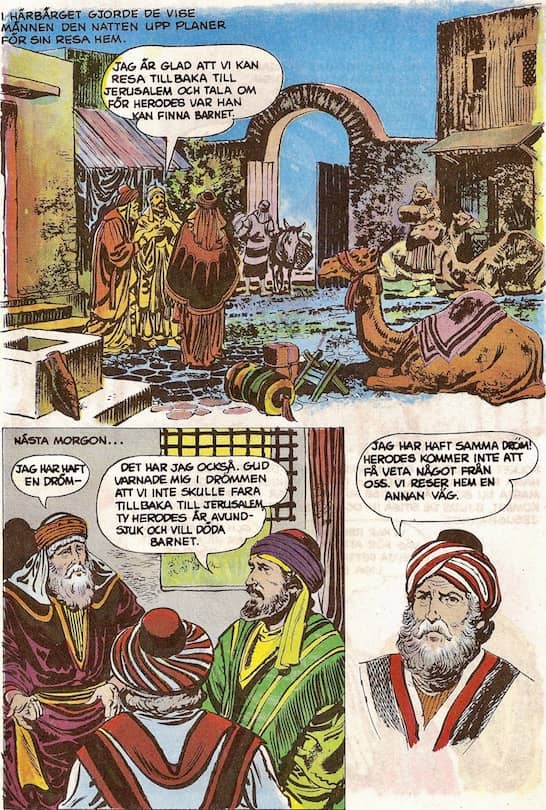 I HÄRBÄRGET GJORDE DE VISE
MÄNNEN DEN NATTEN UPP PLANER
FÖR SIN RESA HEM.
JAG ÄR GLAD ATT VI KAN
RESA TILLBAKA TILL
JERUSALEM OCH TALA OM
FÖR HERODES VAR HAN
KAN FINNA BARNET.
NÄSTA MORGON...
JAG HAR HAFT
EN DRÖM-
DET HAR JAG OCKSÅ. GUD
VARNADE MIG I DRÖMMEN
ATT VI INTE SKULLE FARA
TILLBAKA TILL JERUSALEM,
TY HERODES ÄR AVUND-
SJUK OCH VILL DÖDA
BARNET.
JAG HAR HAFT SAMMA DRÖM!
HERODES KOMMER INTE ATT
FÅ VETA NÅGOT FRÅN
OSS. VI RESER HEM EN
ANNAN VÄG.